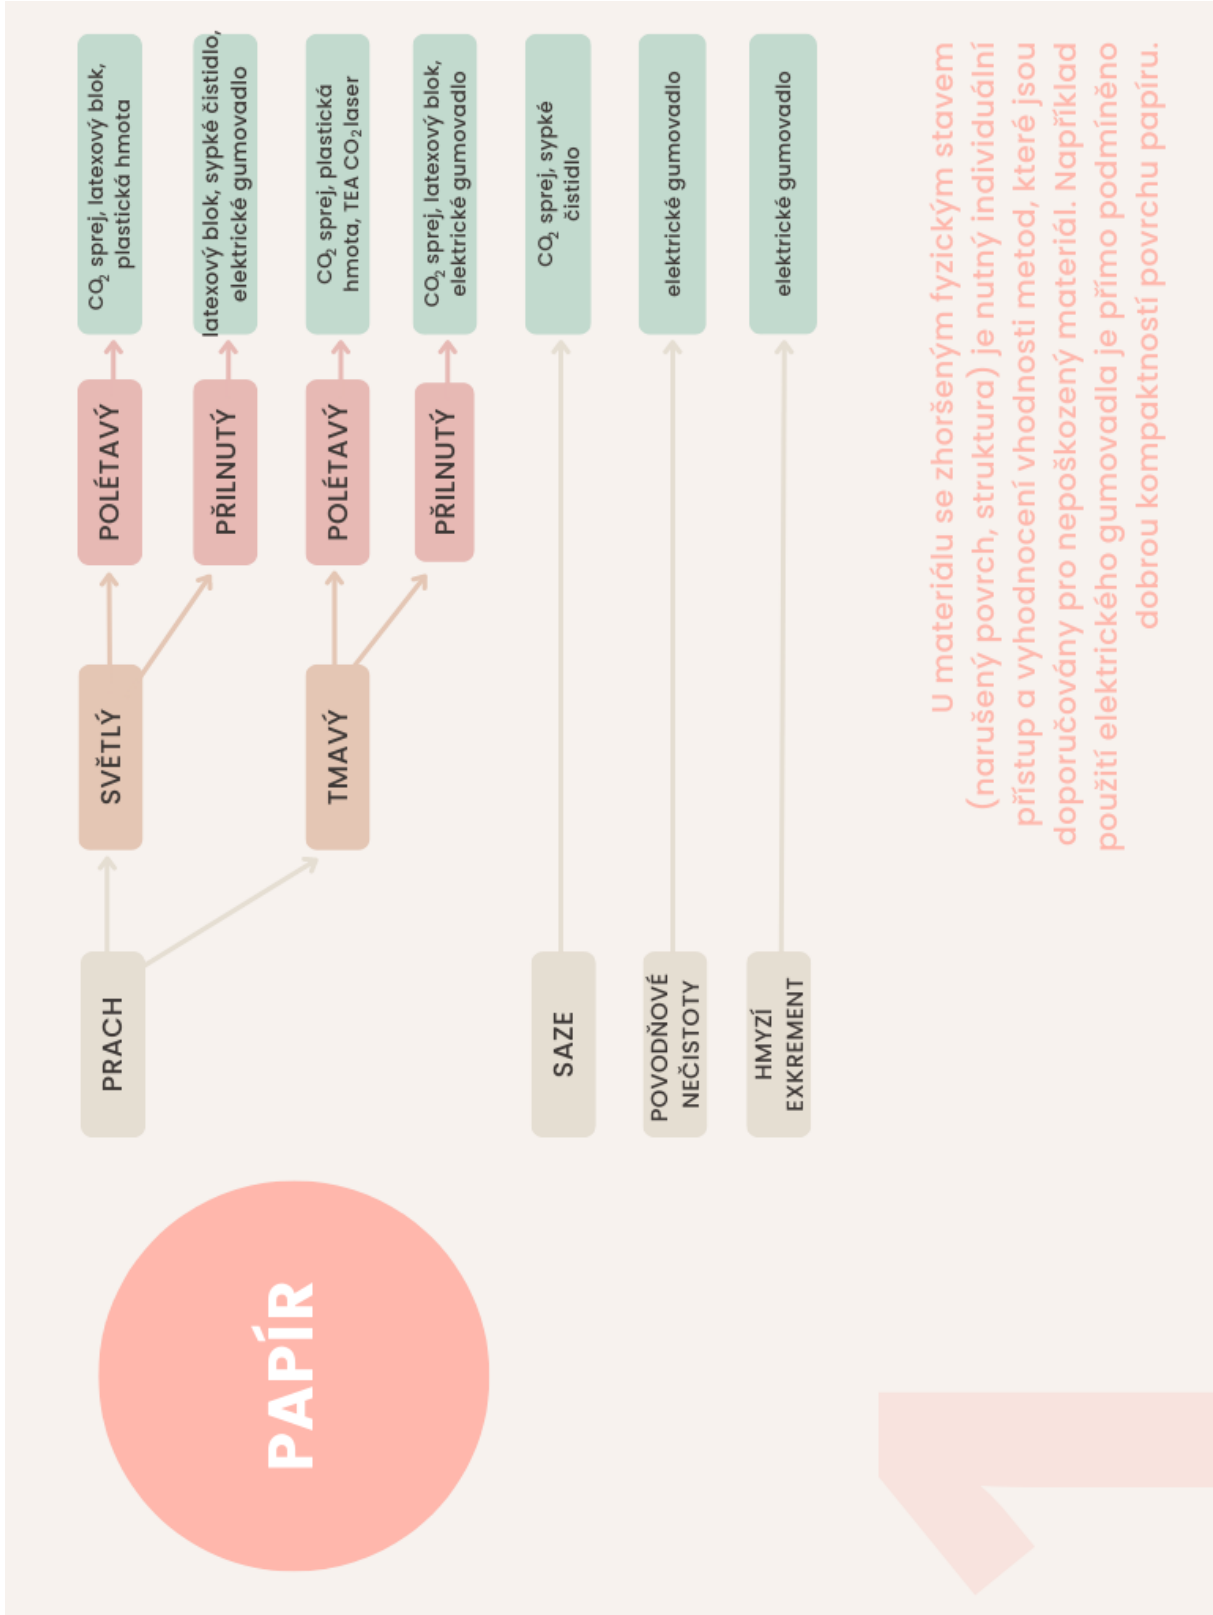 PAPÍR
PRACH
SVĚTLÝ
POLÉTAVÝ
CO₂ sprej, latexový blok,
plastická hmota
PŘILNUTÝ
latexový blok, sypké čistidlo,
elektrické gumovadlo
TMAVÝ
POLÉTAVÝ
CO₂ sprej, plastická
hmota, TEA CO₂ laser
PŘILNUTÝ
CO₂ sprej, latexový blok,
elektrické gumovadlo
SAZE
CO₂ sprej, sypké
čistidlo
POVODŇOVÉ
NEČISTOTY
elektrické gumovadlo
HMYZÍ
EXKREMENT
elektrické gumovadlo
U materiálu se zhoršeným fyzickým stavem
(narušený povrch, struktura) je nutný individuální
přístup a vyhodnocení vhodnosti metod, které jsou
doporučovány pro nepoškozený materiál. Například
použití elektrického gumovadla je přímo podmíněno
dobrou kompaktností povrchu papíru.
1